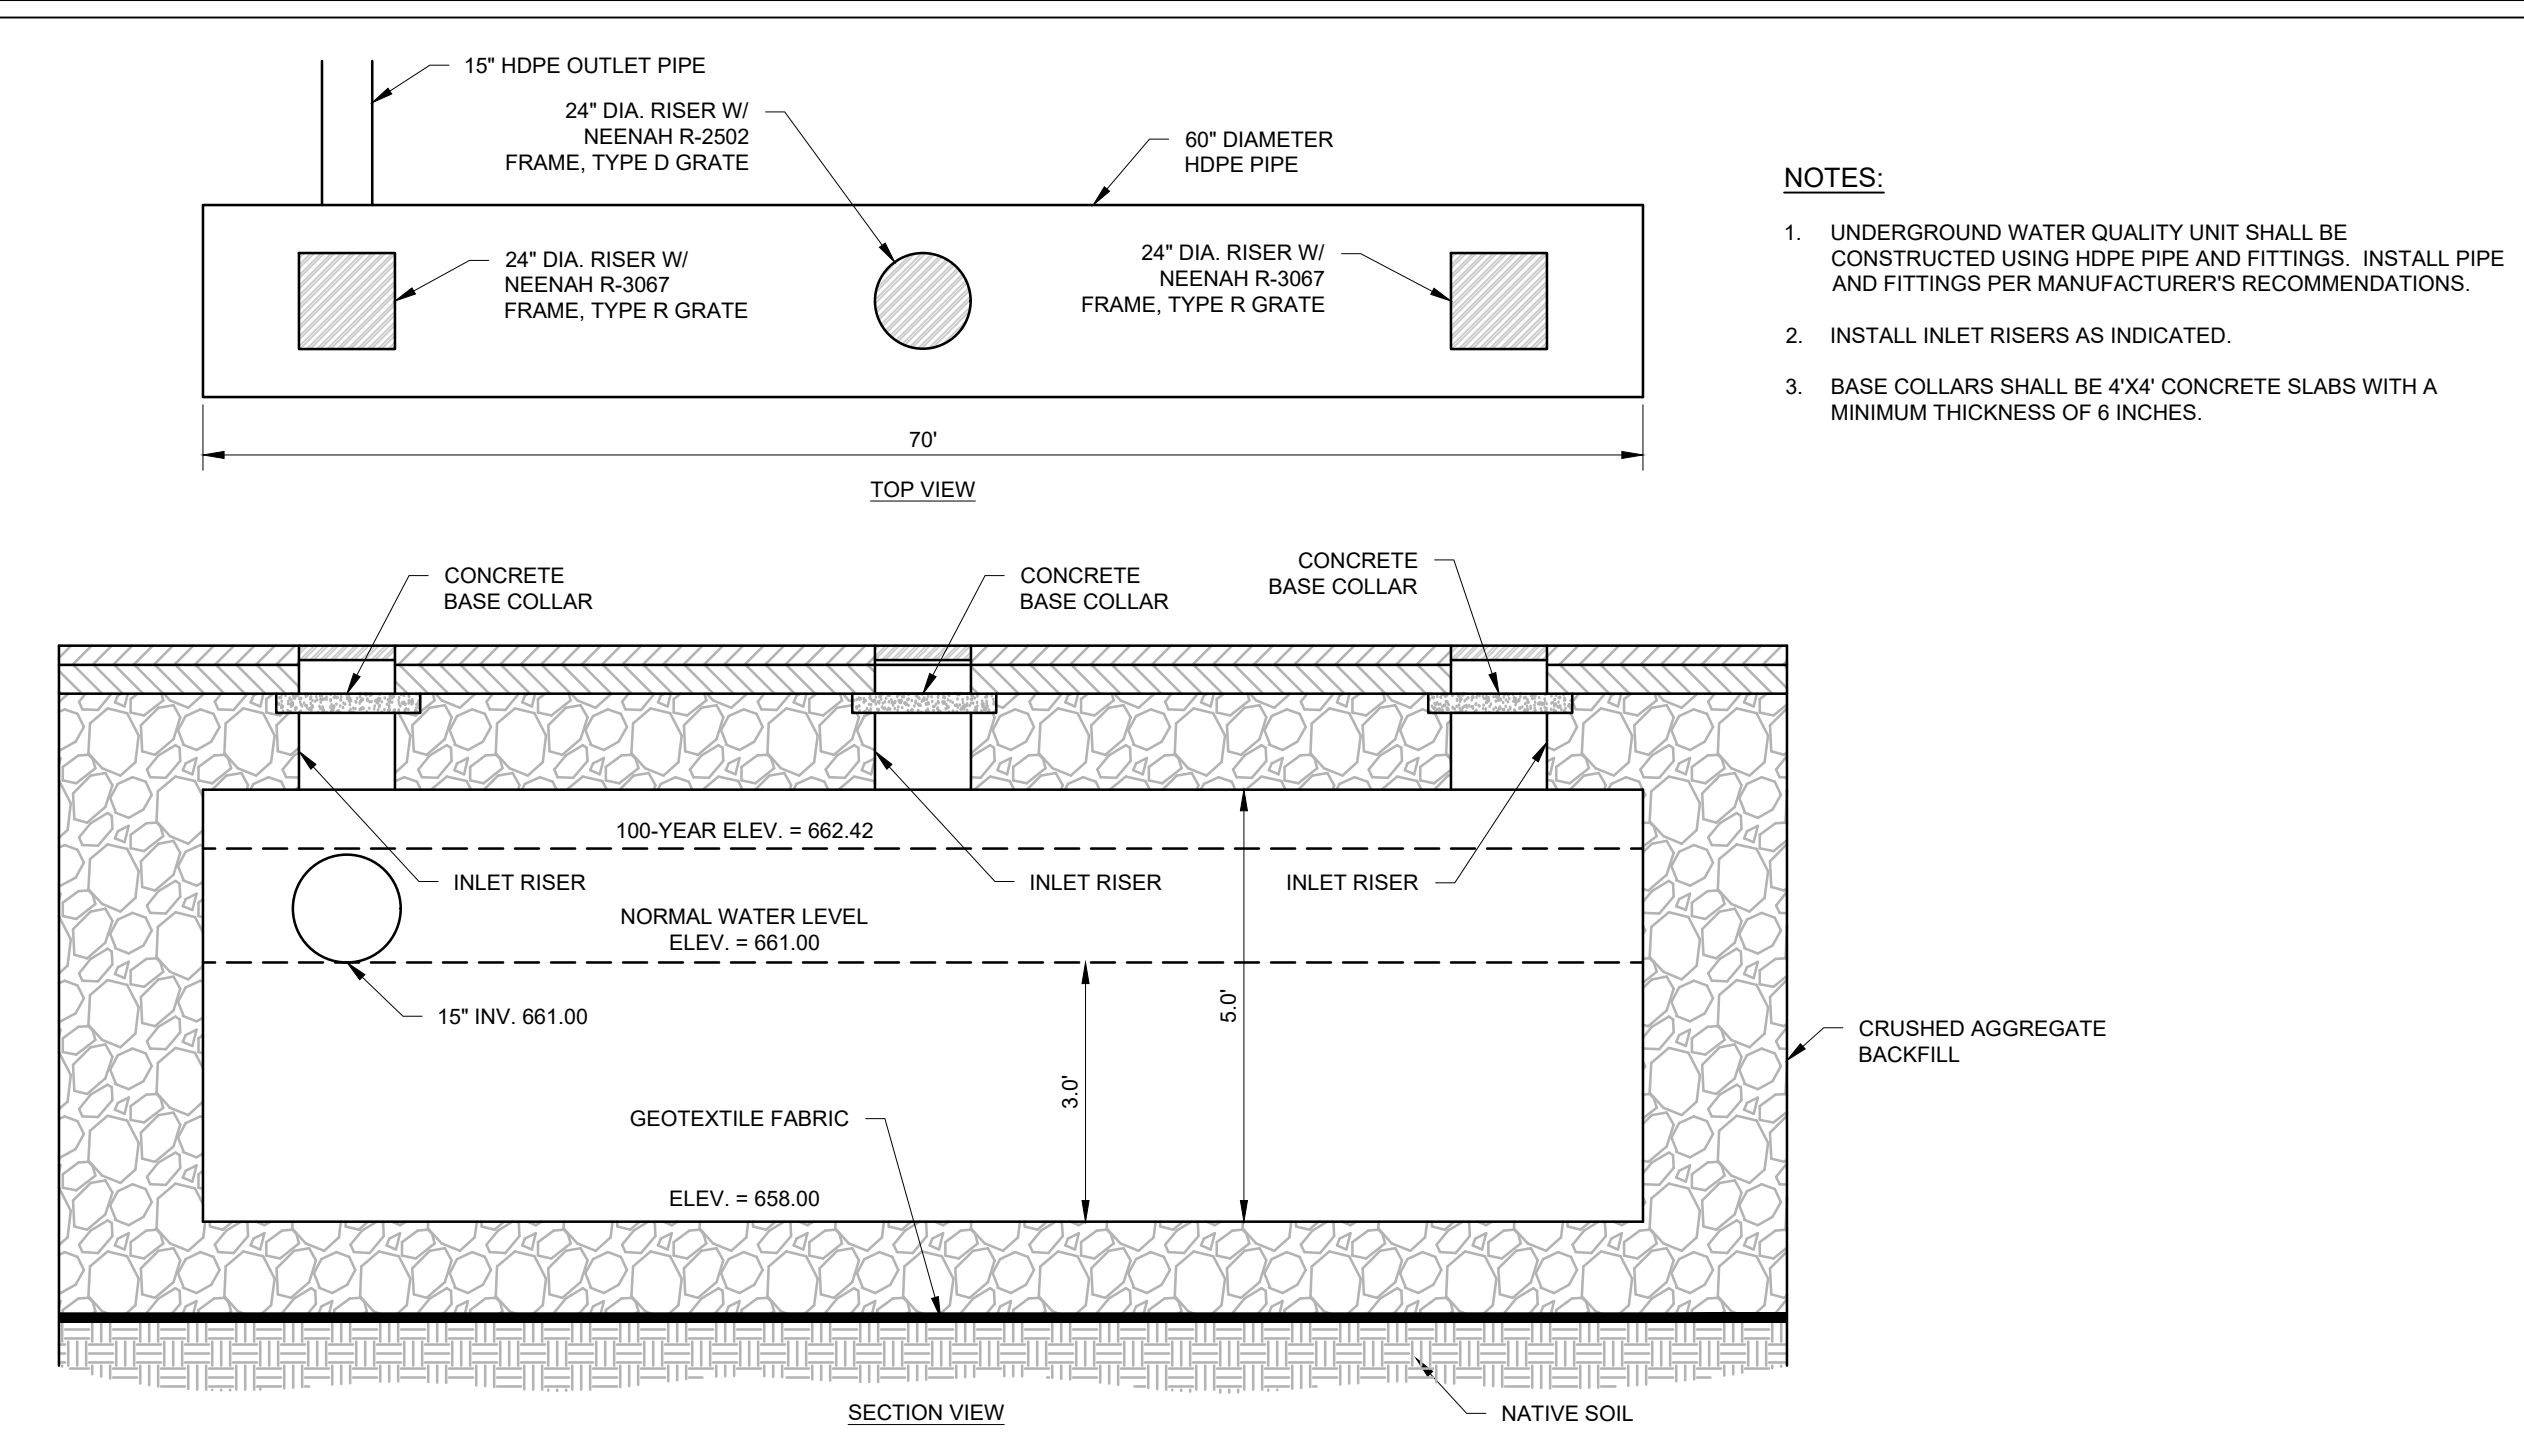 15" HDPE OUTLET PIPE
24" DIA. RISER W/
NEENAH R-2502
FRAME, TYPE D GRATE
60" DIAMETER
HDPE PIPE
24" DIA. RISER W/
NEENAH R-3067
FRAME, TYPE R GRATE
24" DIA. RISER W/
NEENAH R-3067
FRAME, TYPE R GRATE
70'
TOP VIEW
NOTES:
1. UNDERGROUND WATER QUALITY UNIT SHALL BE
CONSTRUCTED USING HDPE PIPE AND FITTINGS. INSTALL PIPE
AND FITTINGS PER MANUFACTURER'S RECOMMENDATIONS.
2. INSTALL INLET RISERS AS INDICATED.
3. BASE COLLARS SHALL BE 4'X4' CONCRETE SLABS WITH A
MINIMUM THICKNESS OF 6 INCHES.
CONCRETE
BASE COLLAR
CONCRETE
BASE COLLAR
CONCRETE
BASE COLLAR
100-YEAR ELEV. = 662.42
INLET RISER
INLET RISER
INLET RISER
NORMAL WATER LEVEL
ELEV. = 661.00
15" INV. 661.00
5.0'
3.0'
CRUSHED AGGREGATE
BACKFILL
GEOTEXTILE FABRIC
ELEV. = 658.00
SECTION VIEW
NATIVE SOIL